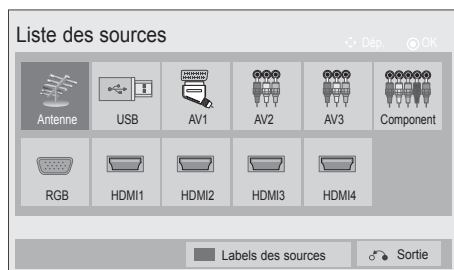 Liste des sources
Dép. OK
Antenne USB AV1 AV2 AV3 Component
RGB HDMI1 HDMI2 HDMI3 HDMI4
Labels des sources Sortie